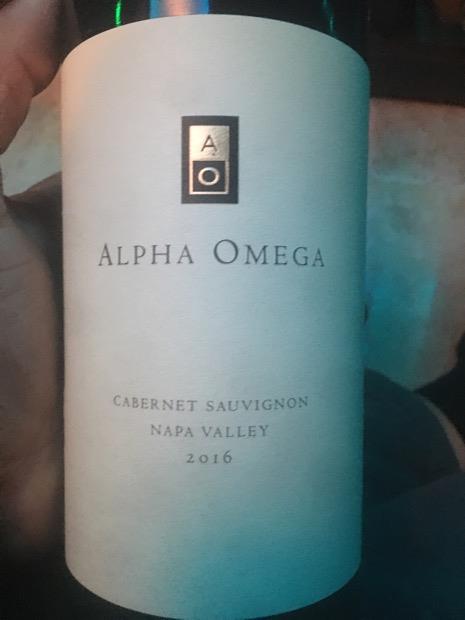 A
O
ALPHA OMEGA
CABERNET SAUVIGNON
NAPA VALLEY
2016